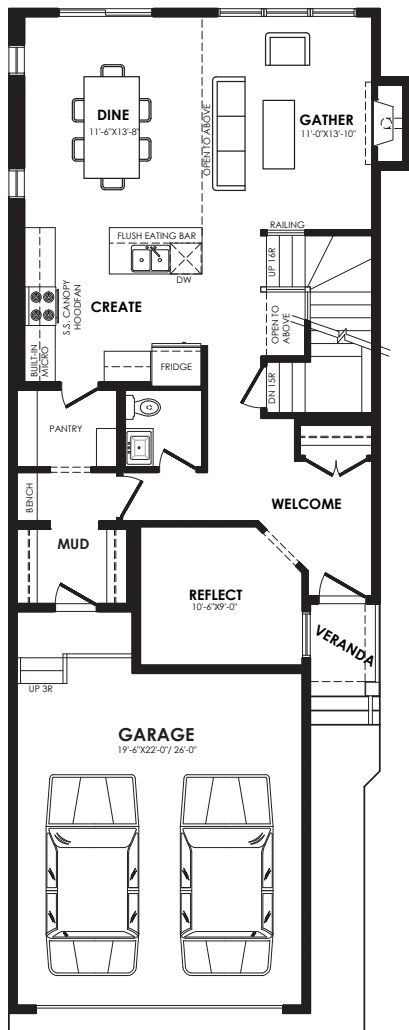 DINE
11'-6"X13'-8"
OPEN TO ABOVE
GATHER
11'-0"X13'-10"
FLUSH EATING BAR
DW
RAILING
UP 16R
S.S. CANOPY
HOODFAN
CREATE
OPEN TO
ABOVE
BUILT-IN
MICRO
FRIDGE
DN 15R
PANTRY
BENCH
WELCOME
MUD
REFLECT
10'-6"X9'-0"
VERANDA
UP 3R
GARAGE
19'-6"X22'-0"/ 26'-0"